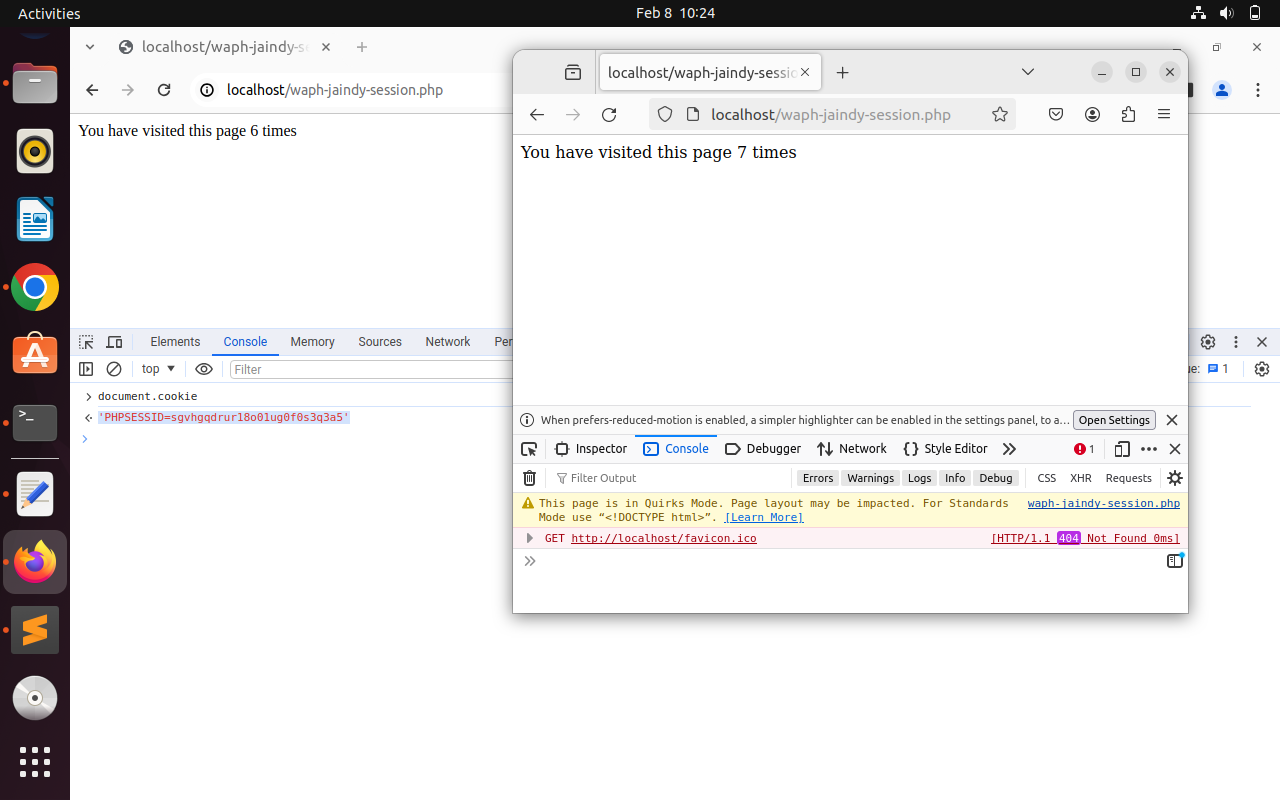 Activities
Feb 8 10:24
localhost/waph-jaindy-s
localhost/waph-jaindy-session.php
You have visited this page 6 times
localhost/waph-jaindy-sessio
localhost/waph-jaindy-session.php
You have visited this page 7 times
Elements Console Memory Sources Network Per
top Filter
ue: 1
> document.cookie
'PHPSESSID=sgvhgqdrur18o01ug0f0s3q3a5'
When prefers-reduced-motion is enabled, a simpler highlighter can be enabled in the settings panel, to a… Open Settings
Inspector Console Debugger Network Style Editor 1
Filter Output Errors Warnings Logs Info Debug CSS XHR Requests
This page is in Quirks Mode. Page layout may be impacted. For Standards waph-jaindy-session.php
Mode use “<!DOCTYPE html>”. [Learn More]
GET http://localhost/favicon.ico [HTTP/1.1 404 Not Found 0ms]